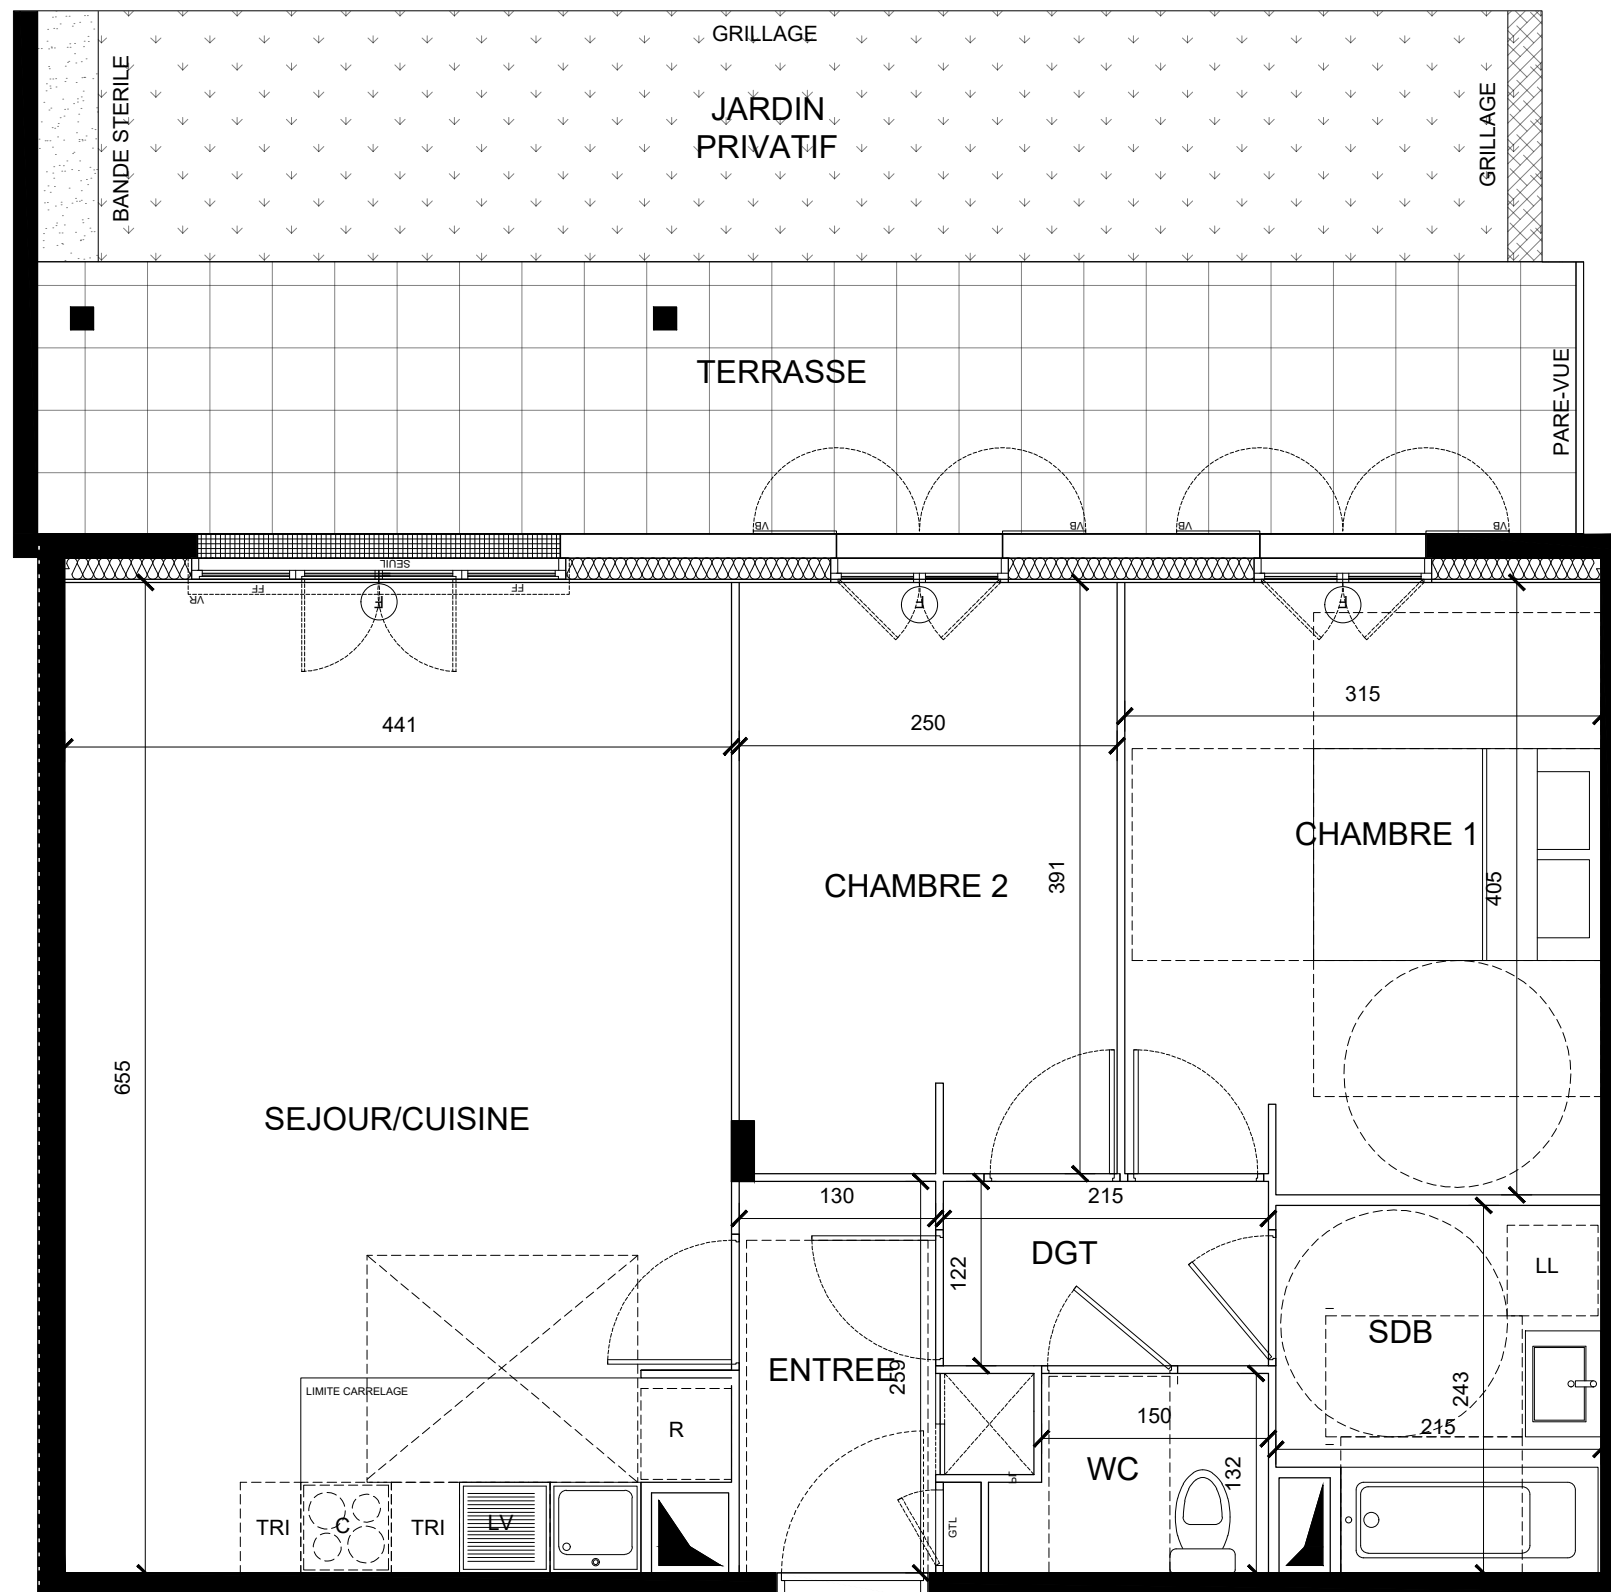 GRILLAGE
BANDE STERILE
JARDIN
PRIVATIF
GRILLAGE
TERRASSE
PARE-VUE
VB
VB
VB
VB
SEUIL
FF
FF
VR
F
F
441
250
315
CHAMBRE 1
CHAMBRE 2
391
405
655
SEJOUR/CUISINE
130
215
122
DGT
LL
SDB
ENTREE
259
LIMITE CARRELAGE
243
R
150
215
WC
132
TRI
C
TRI
LV
GTL